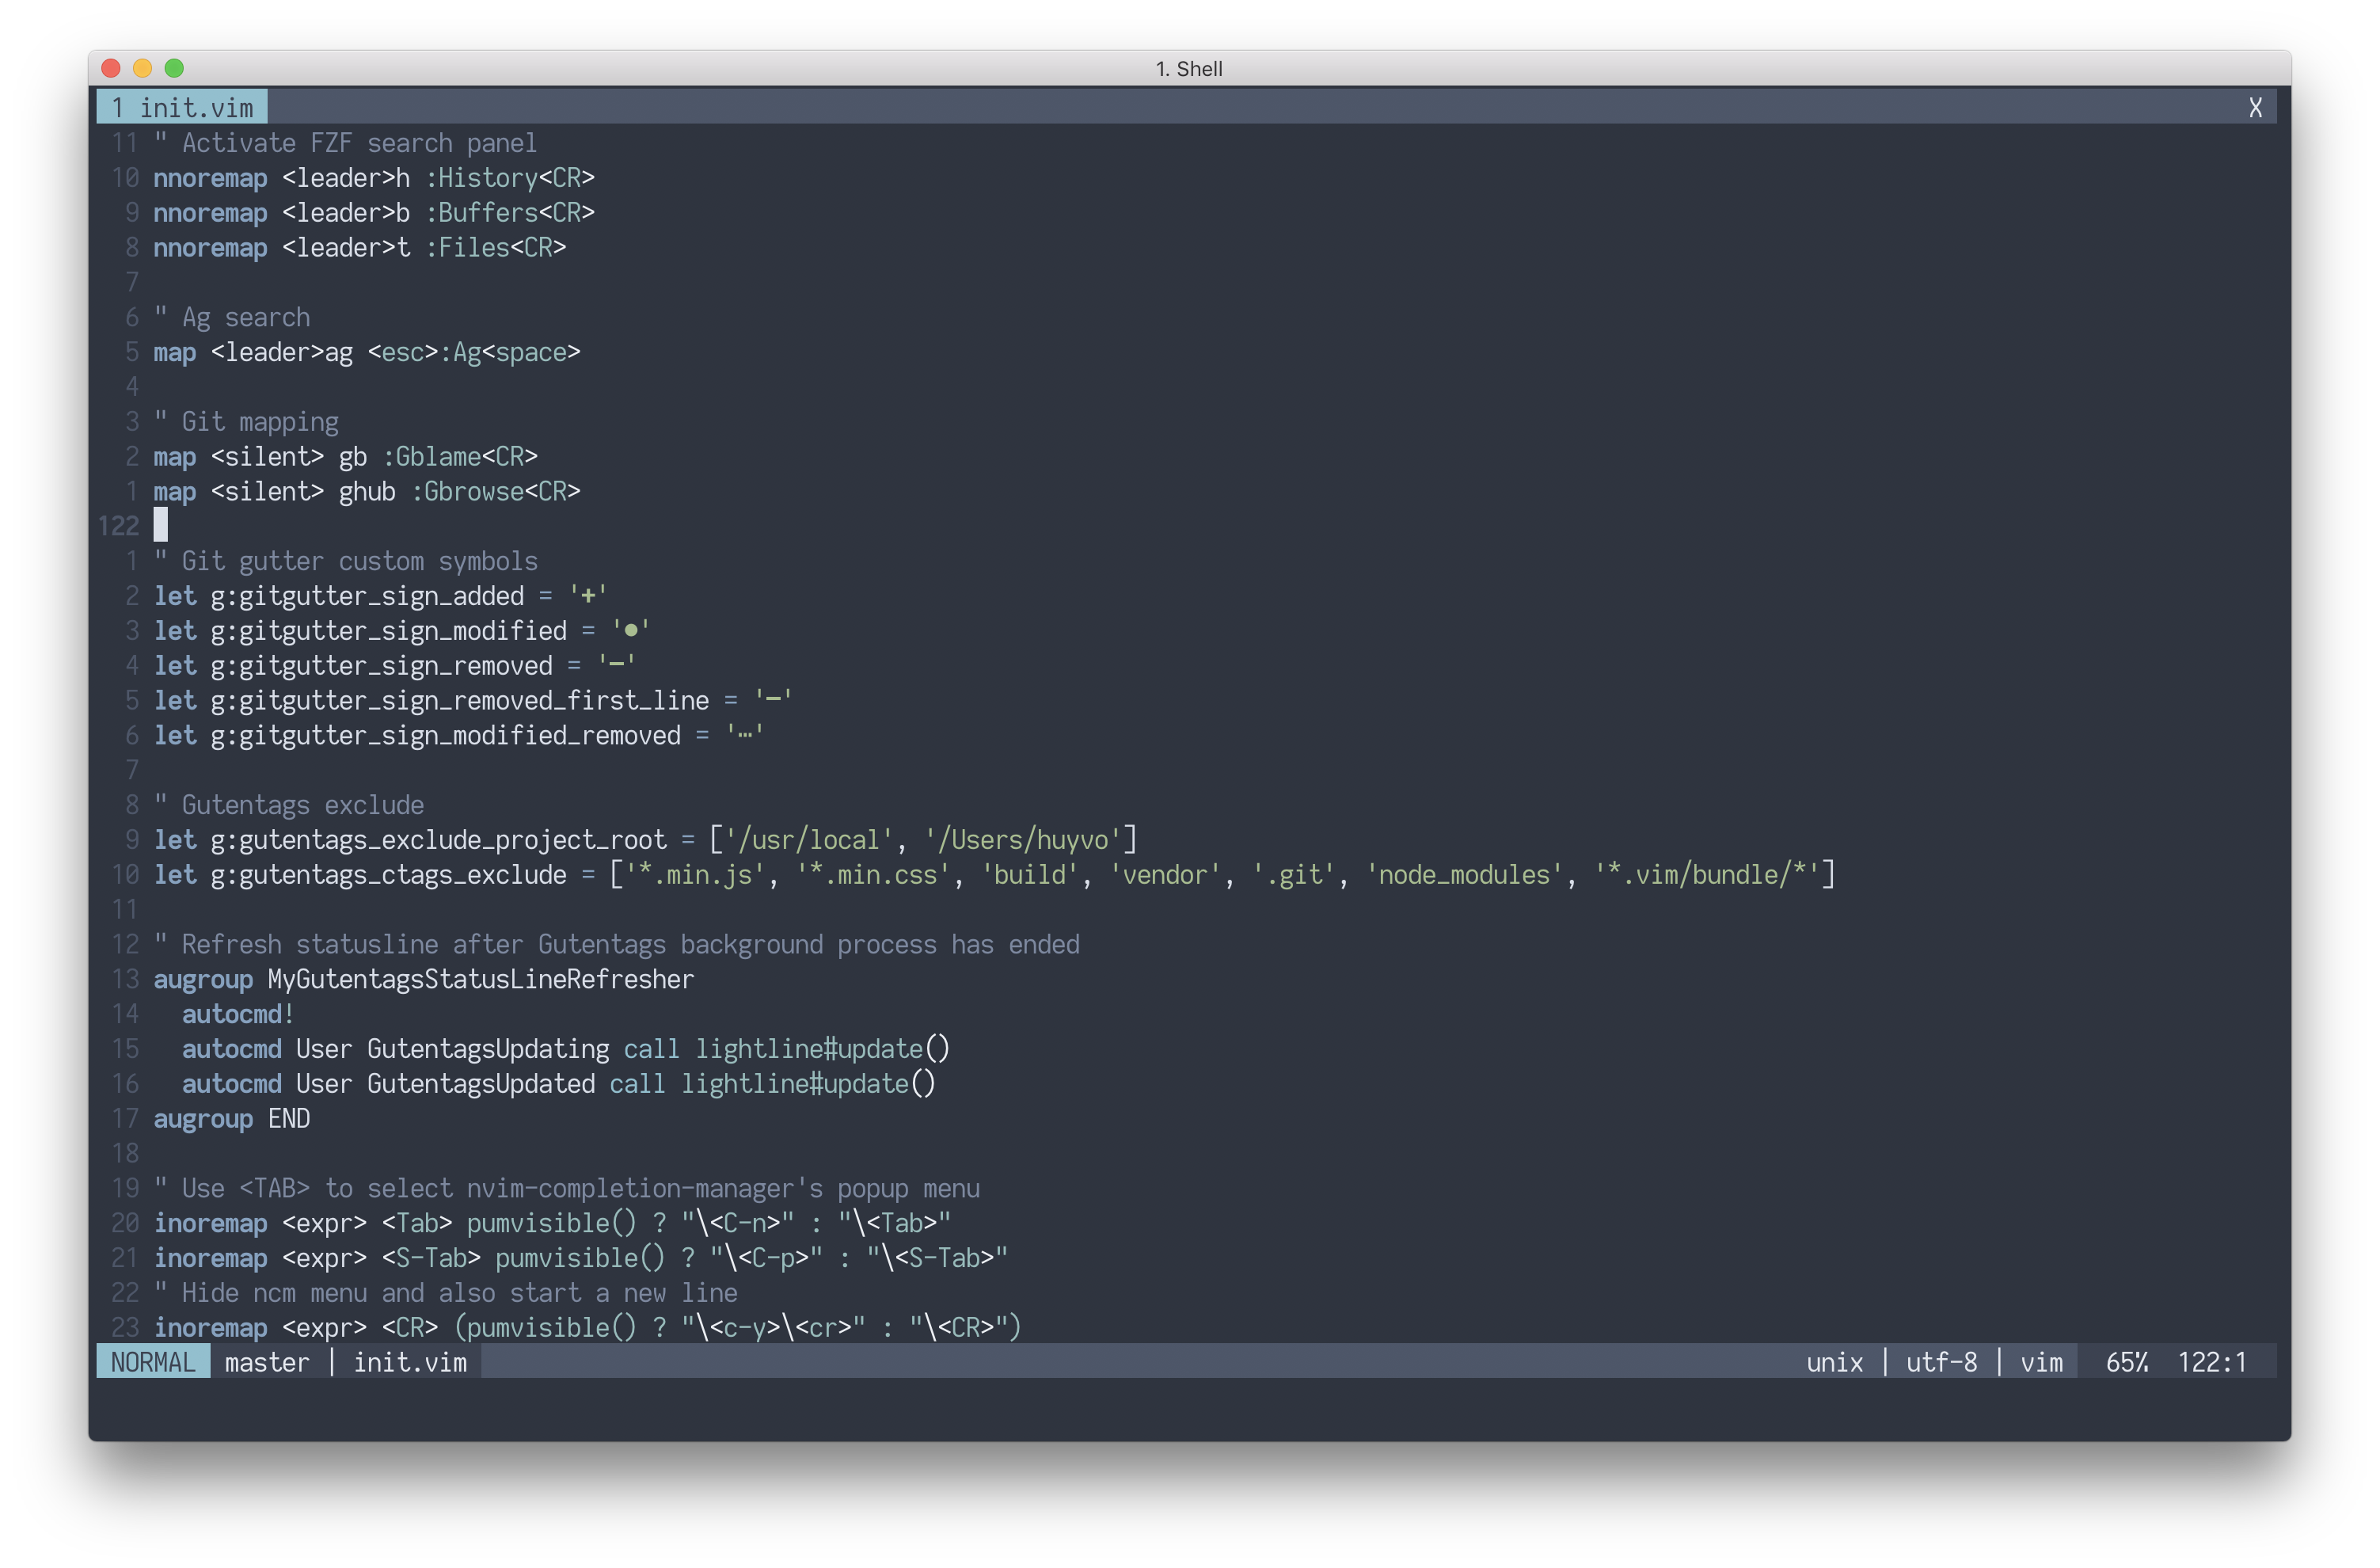 1. Shell
1 init.vim X
11 " Activate FZF search panel
10 nnoremap <leader>h :History<CR>
9 nnoremap <leader>b :Buffers<CR>
8 nnoremap <leader>t :Files<CR>
7
6 " Ag search
5 map <leader>ag <esc>:Ag<space>
4
3 " Git mapping
2 map <silent> gb :Gblame<CR>
1 map <silent> ghub :Gbrowse<CR>
122
1 " Git gutter custom symbols
2 let g:gitgutter_sign_added = '+'
3 let g:gitgutter_sign_modified = '●'
4 let g:gitgutter_sign_removed = '–'
5 let g:gitgutter_sign_removed_first_line = '–'
6 let g:gitgutter_sign_modified_removed = '…'
7
8 " Gutentags exclude
9 let g:gutentags_exclude_project_root = ['/usr/local', '/Users/huyvo']
10 let g:gutentags_ctags_exclude = ['*.min.js', '*.min.css', 'build', 'vendor', '.git', 'node_modules', '*.vim/bundle/*']
11
12 " Refresh statusline after Gutentags background process has ended
13 augroup MyGutentagsStatusLineRefresher
14 autocmd!
15 autocmd User GutentagsUpdating call lightline#update()
16 autocmd User GutentagsUpdated call lightline#update()
17 augroup END
18
19 " Use <TAB> to select nvim-completion-manager's popup menu
20 inoremap <expr> <Tab> pumvisible() ? "\<C-n>" : "\<Tab>"
21 inoremap <expr> <S-Tab> pumvisible() ? "\<C-p>" : "\<S-Tab>"
22 " Hide ncm menu and also start a new line
23 inoremap <expr> <CR> (pumvisible() ? "\<c-y>\<cr>" : "\<CR>")
NORMAL master | init.vim unix | utf-8 | vim 65% 122:1